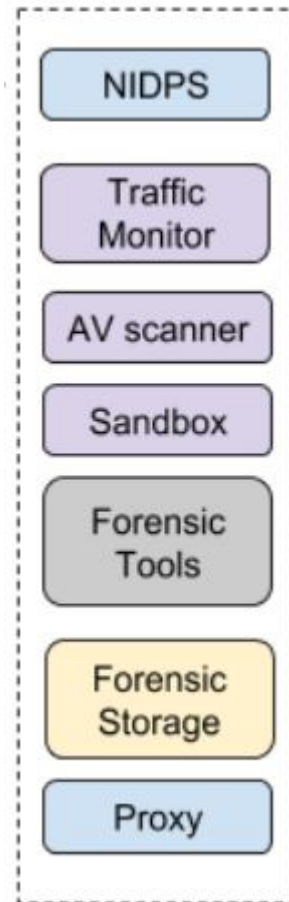 NIDPS
Traffic
Monitor
AV scanner
Sandbox
Forensic
Tools
Forensic
Storage
Proxy